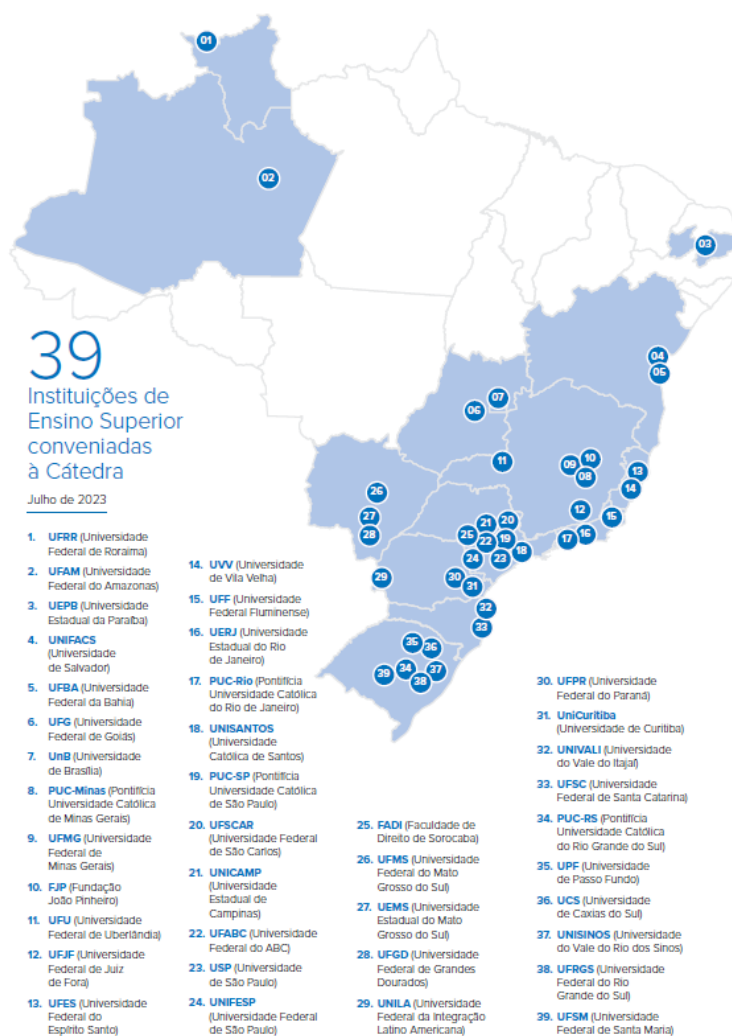 01
02
03
04
05
07
06
11
10
09
08
13
14
12
15
16
17
26
27
28
21
20
25
22
19
18
24
23
29
30
31
32
33
35
36
34
37
39
38
39
Instituições de
Ensino Superior
conveniadas
à Cátedra
Julho de 2023
1. UFRR (Universidade
Federal de Roraima)
2. UFAM (Universidade
Federal do Amazonas)
3. UEPB (Universidade
Estadual da Paraíba)
4. UNIFACS
(Universidade
de Salvador)
5. UFBA (Universidade
Federal da Bahia)
6. UFG (Universidade
Federal de Goiás)
7. UnB (Universidade
de Brasília)
8. PUC-Minas (Pontifícia
Universidade Católica
de Minas Gerais)
9. UFMG (Universidade
Federal de
Minas Gerais)
10. FJP (Fundação
João Pinheiro)
11. UFU (Universidade
Federal de Uberlândia)
12. UFJF (Universidade
Federal de Juiz
de Fora)
13. UFES (Universidade
Federal do
Espírito Santo)
14. UVV (Universidade
de Vila Velha)
15. UFF (Universidade
Federal Fluminense)
16. UERJ (Universidade
Estadual do Rio
de Janeiro)
17. PUC-Rio (Pontifícia
Universidade Católica
do Rio de Janeiro)
18. UNISANTOS
(Universidade
Católica de Santos)
19. PUC-SP (Pontifícia
Universidade Católica
de São Paulo)
20. UFSCAR
(Universidade Federal
de São Carlos)
21. UNICAMP
(Universidade
Estadual de
Campinas)
22. UFABC (Universidade
Federal do ABC)
23. USP (Universidade
de São Paulo)
24. UNIFESP
(Universidade Federal
de São Paulo)
25. FADI (Faculdade de
Direito de Sorocaba)
26. UFMS (Universidade
Federal do Mato
Grosso do Sul)
27. UEMS (Universidade
Estadual do Mato
Grosso do Sul)
28. UFGD (Universidade
Federal de Grandes
Dourados)
29. UNILA (Universidade
Federal da Integração
Latino Americana)
30. UFPR (Universidade
Federal do Paraná)
31. UniCuritiba
(Universidade de Curitiba)
32. UNIVALI (Universidade
do Vale do Itajaí)
33. UFSC (Universidade
Federal de Santa Catarina)
34. PUC-RS (Pontifícia
Universidade Católica
do Rio Grande do Sul)
35. UPF (Universidade
de Passo Fundo)
36. UCS (Universidade
de Caxias do Sul)
37. UNISINOS (Universidade
do Vale do Rio dos Sinos)
38. UFRGS (Universidade
Federal do Rio
Grande do Sul)
39. UFSM (Universidade
Federal de Santa Maria)